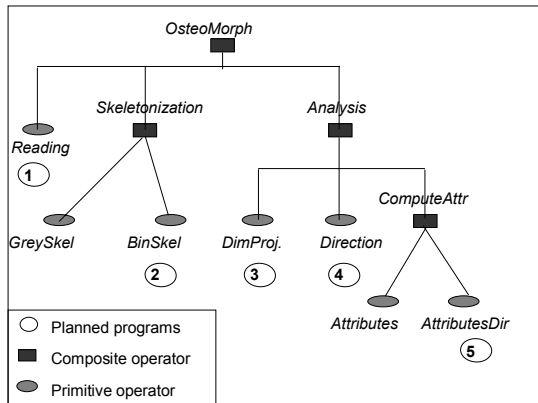 OsteoMorph
Skeletonization
Analysis
Reading
1
ComputeAttr
GreySkel
BinSkel
DimProj.
Direction
2
3
4
Attributes
AttributesDir
5
Planned programs
Composite operator
Primitive operator